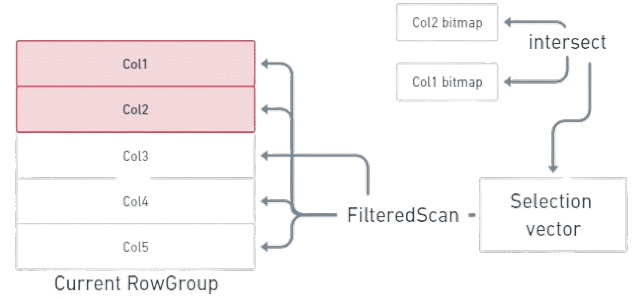 Col2 bitmap
intersect
Col1
Col1 bitmap
Col2
Col3
Col4
FilteredScan
Selection
vector
Col5
Current RowGroup